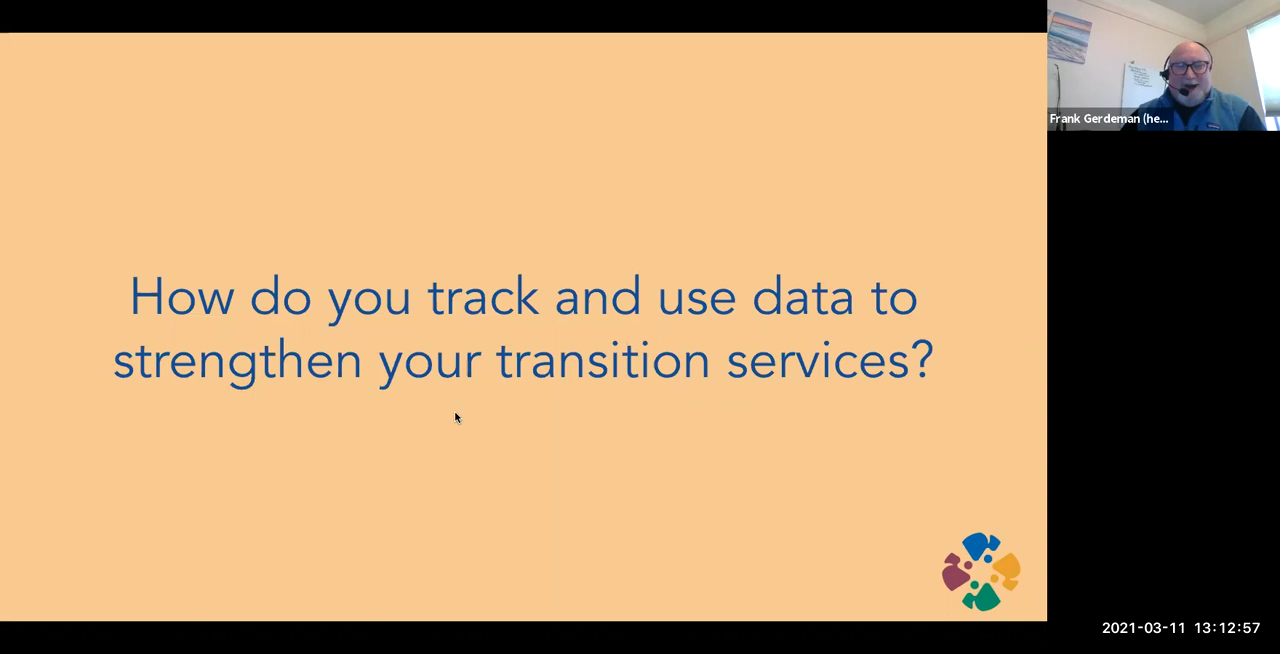 How do you track and use data to
strengthen your transition services?
Frank Gerdeman (he...
2021-03-11 13:12:57